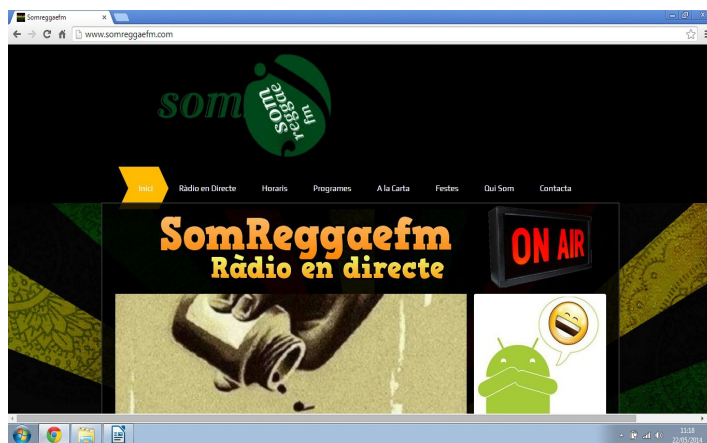 Somreggaefm
www.somreggaefm.com
som
som
reggae
fm
Inici
Ràdio en Directe
Horaris
Programes
A la Carta
Festes
Qui Som
Contacta
SomReggaefm
Ràdio en directe
ON AIR
11:18
22/05/2014